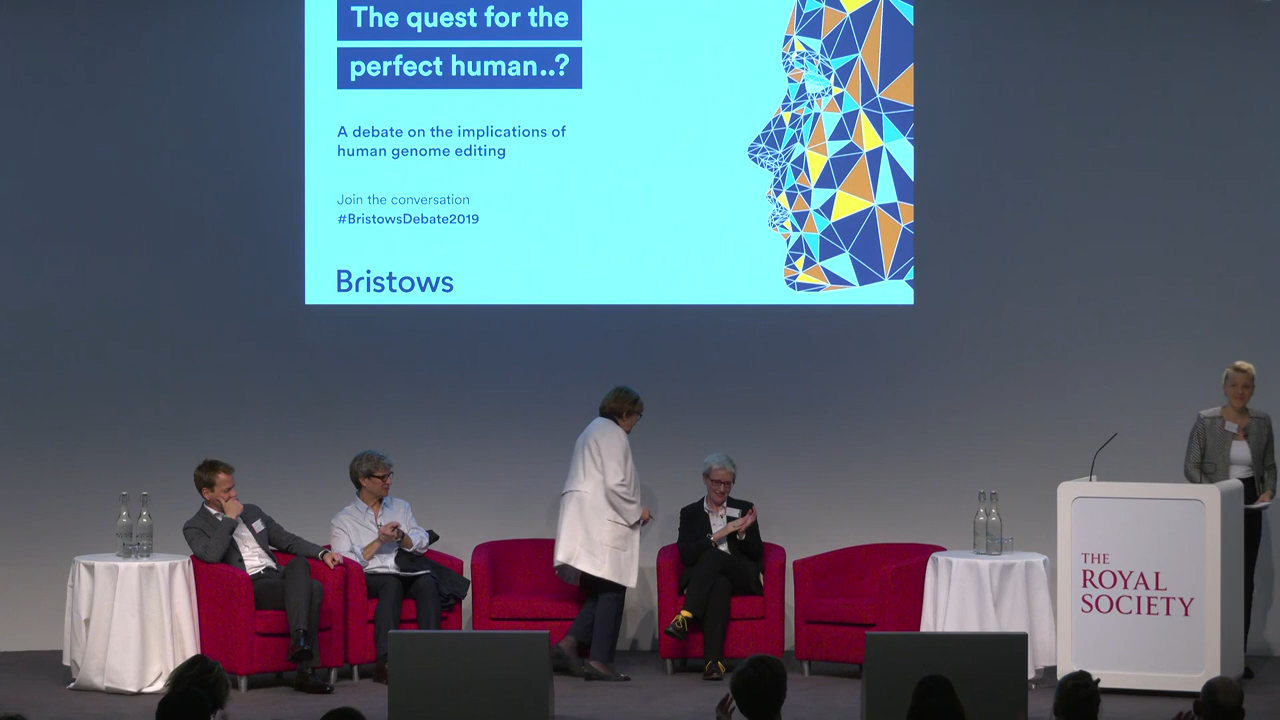 The quest for the
perfect human..?
A debate on the implications of
human genome editing
Join the conversation
#BristowsDebate2019
Bristows
THE
ROYAL
SOCIETY